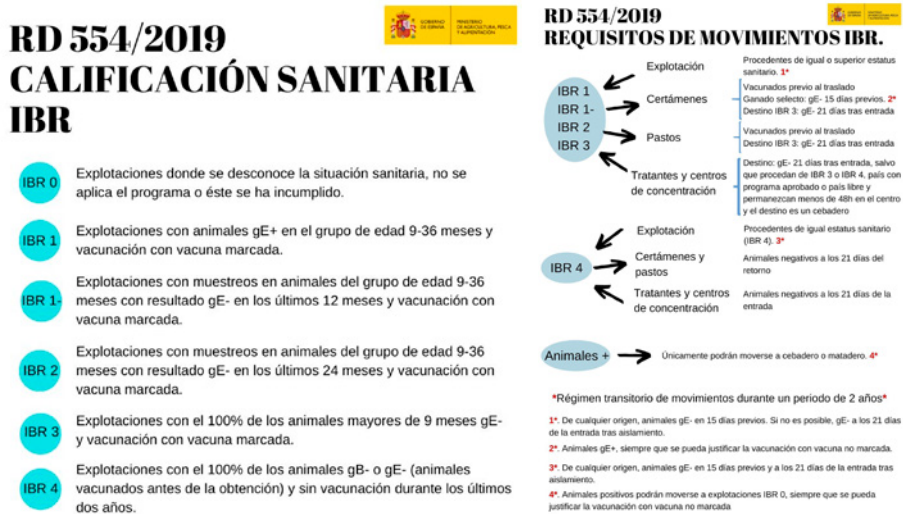 RD 554/2019
CALIFICACIÓN SANITARIA
IBR
GOBIERNO
DE ESPAÑA
MINISTERIO
DE AGRICULTURA, PESCA
Y ALIMENTACIÓN
IBR 0
Explotaciones donde se desconoce la situación sanitaria, no se
aplica el programa o éste se ha incumplido.
IBR 1
Explotaciones con animales gE+ en el grupo de edad 9-36 meses y
vacunación con vacuna marcada.
IBR 1-
Explotaciones con muestreos en animales del grupo de edad 9-36
meses con resultado gE- en los últimos 12 meses y vacunación con
vacuna marcada.
IBR 2
Explotaciones con muestreos en animales del grupo de edad 9-36
meses con resultado gE- en los últimos 24 meses y vacunación con
vacuna marcada.
IBR 3
Explotaciones con el 100% de los animales mayores de 9 meses gE-
y vacunación con vacuna marcada.
IBR 4
Explotaciones con el 100% de los animales gB- o gE- (animales
vacunados antes de la obtención) y sin vacunación durante los últimos
dos años.
RD 554/2019
REQUISITOS DE MOVIMIENTOS IBR.
IBR 1
IBR 1-
IBR 2
IBR 3
Explotación
Procedentes de igual o superior estatus
sanitario. 1*
Certámenes
Vacunados previo al traslado
Ganado selecto: gE- 15 días previos. 2*
Destino IBR 3: gE- 21 días tras entrada
Pastos
Vacunados previo al traslado
Destino IBR 3: gE- 21 días tras entrada
Tratantes y centros
de concentración
Destino: gE- 21 días tras entrada, salvo
que procedan de IBR 3 o IBR 4, país con
programa aprobado o país libre y
permanezcan menos de 48h en el centro
y el destino es un cebadero
IBR 4
Explotación
Procedentes de igual estatus sanitario
(IBR 4). 3*
Certámenes y
pastos
Animales negativos a los 21 días del
retorno
Tratantes y centros
de concentración
Animales negativos a los 21 días de la
entrada
Animales +
Únicamente podrán moverse a cebadero o matadero. 4*
*Régimen transitorio de movimientos durante un periodo de 2 años*
1*. De cualquier origen, animales gE- en 15 días previos. Si no es posible, gE- a los 21 días
de la entrada tras aislamiento.
2*. Animales gE+, siempre que se pueda justificar la vacunación con vacuna no marcada.
3*. De cualquier origen, animales gE- en 15 días previos y a los 21 días de la entrada tras
aislamiento.
4*. Animales positivos podrán moverse a explotaciones IBR 0, siempre que se pueda
justificar la vacunación con vacuna no marcada